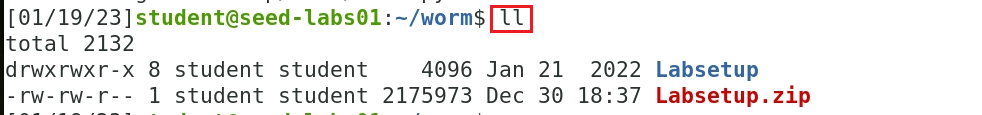 [01/19/23]student@seed-labs01:~/worm$ ll
total 2132
drwxrwxr-x 8 student student    4096 Jan 21  2022 Labsetup
-rw-rw-r-- 1 student student 2175973 Dec 30 18:37 Labsetup.zip